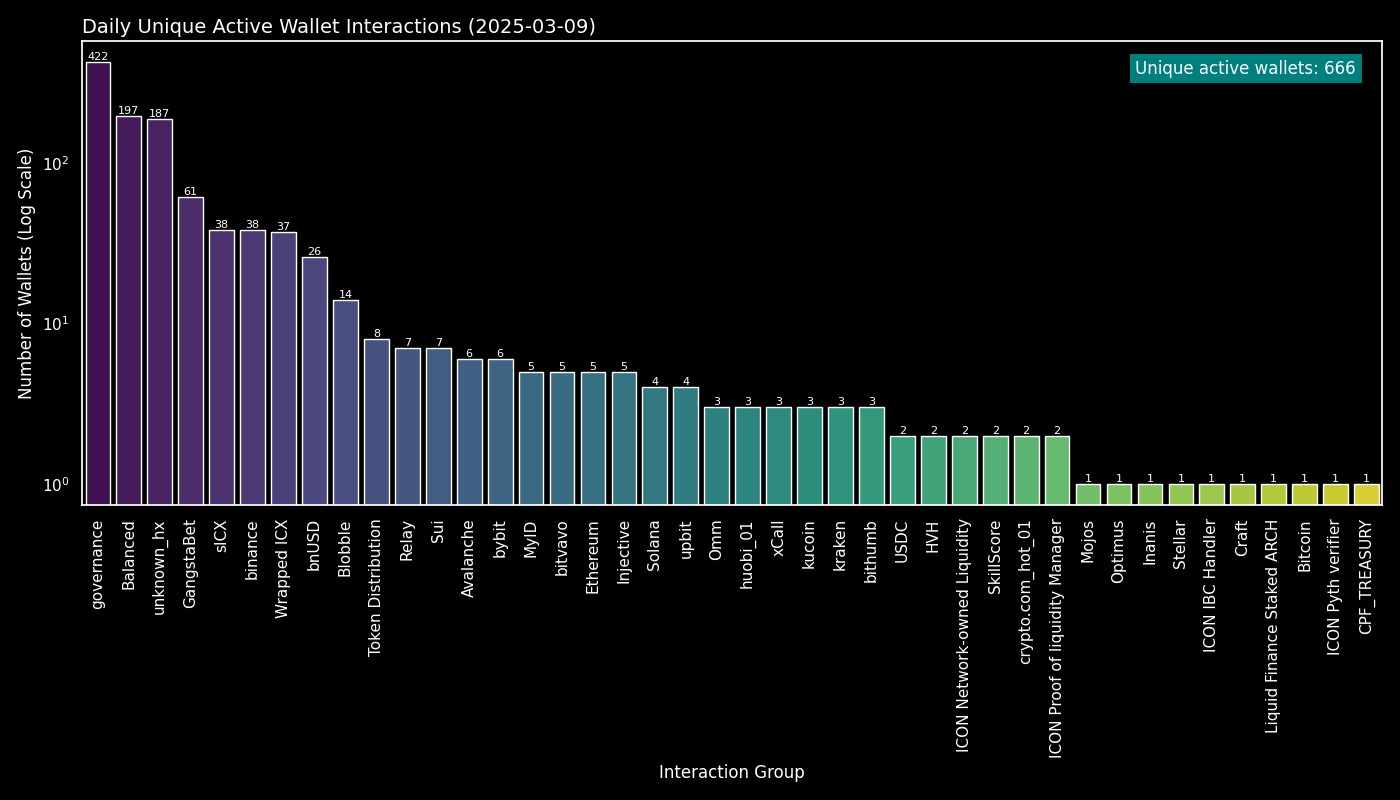 Daily Unique Active Wallet Interactions (2025-03-09)
Unique active wallets: 666
Number of Wallets (Log Scale)
10²
10¹
10⁰
422
197
187
61
38
38
37
26
14
8
7
7
6
6
5
5
5
5
4
4
3
3
3
3
3
3
2
2
2
2
2
2
1
1
1
1
1
1
1
1
1
1
governance
Balanced
unknown_hx
GangstaBet
sICX
binance
Wrapped ICX
bnUSD
Blobble
Token Distribution
Relay
Sui
Avalanche
bybit
MyID
bitvavo
Ethereum
Injective
Solana
upbit
Omm
huobi_01
xCall
kucoin
kraken
bithumb
USDC
HVH
ICON Network-owned Liquidity
SkillScore
crypto.com_hot_01
ICON Proof of liquidity Manager
Mojos
Optimus
Inanis
Stellar
ICON IBC Handler
Craft
Liquid Finance Staked ARCH
Bitcoin
ICON Pyth verifier
CPF_TREASURY
Interaction Group